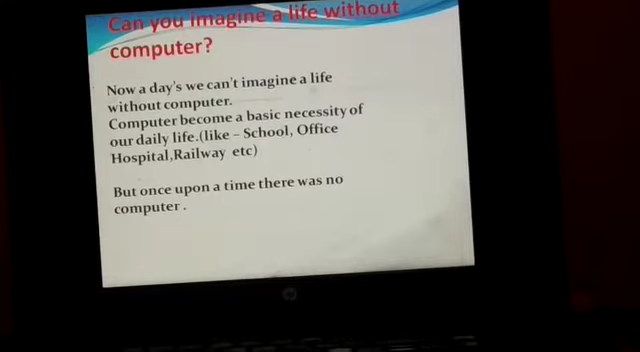 Can you imagine a life without
computer?
Now a day's we can't imagine a life
without computer.
Computer become a basic necessity of
our daily life.(like – School, Office
Hospital,Railway etc)
But once upon a time there was no
computer .